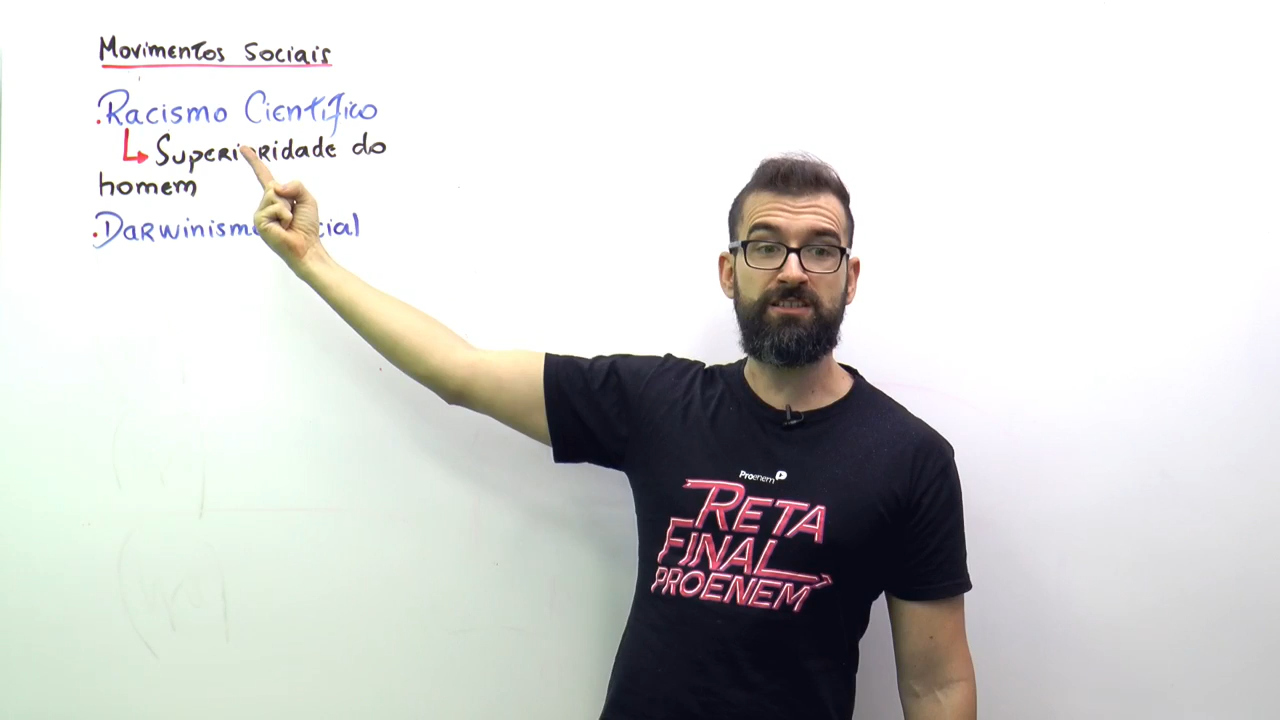 Movimentos Sociais
.Racismo Científico
Superioridade do
homem
.Darwinismo Social
Proenem
RETA
FINAL
PROENEM